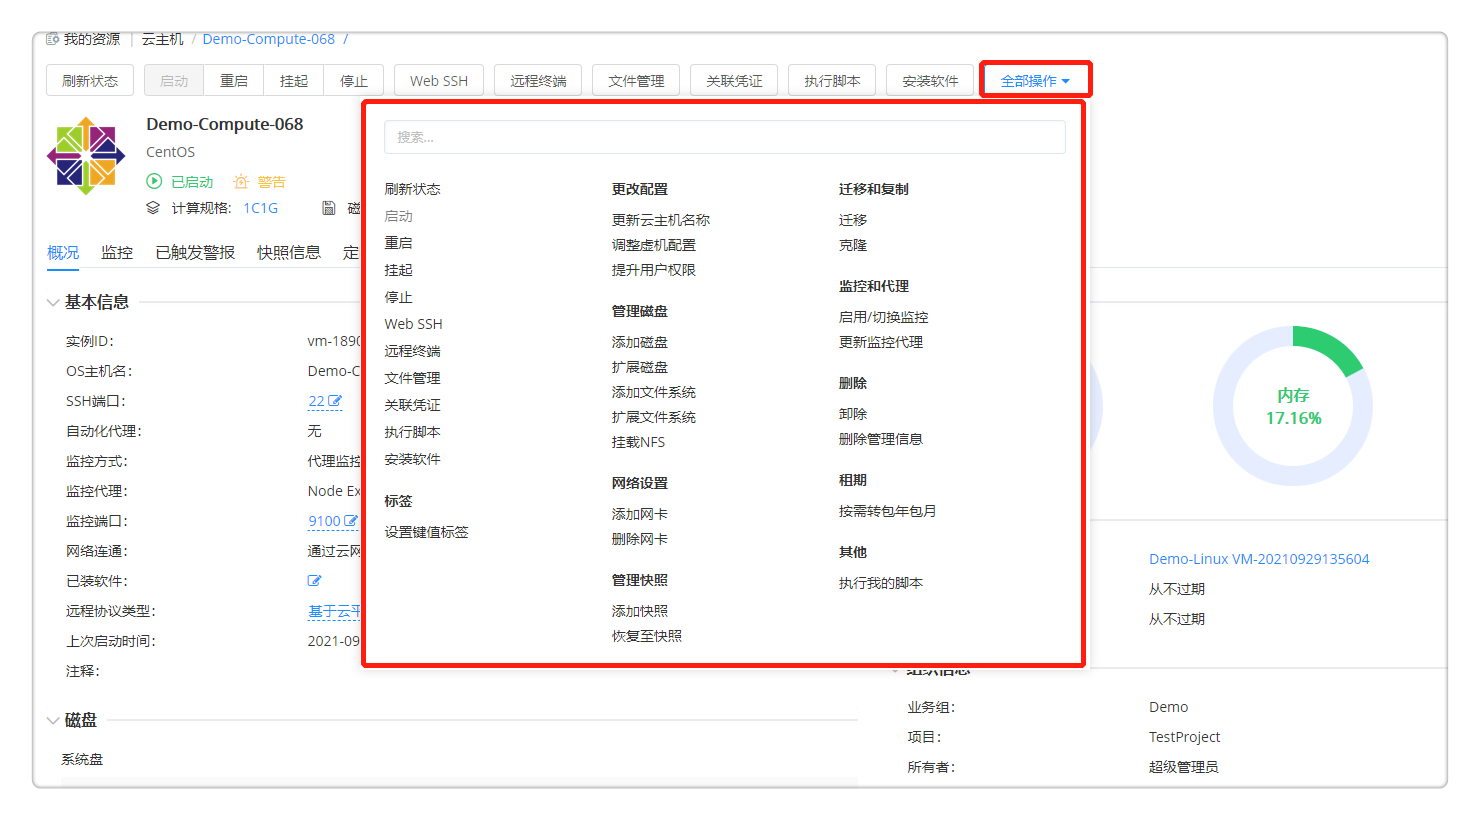 我的资源 | 云主机 / Demo-Compute-068 /
刷新状态 启动 重启 挂起 停止 Web SSH 远程终端 文件管理 关联凭证 执行脚本 安装软件 全部操作
Demo-Compute-068
CentOS
已启动 警告
计算规格: 1C1G 磁
概况 监控 已触发警报 快照信息 定
搜索...
刷新状态
启动
重启
挂起
停止
Web SSH
远程终端
文件管理
关联凭证
执行脚本
安装软件
标签
设置键值标签
更改配置
更新云主机名称
调整虚机配置
提升用户权限
管理磁盘
添加磁盘
扩展磁盘
添加文件系统
扩展文件系统
挂载NFS
网络设置
添加网卡
删除网卡
管理快照
添加快照
恢复至快照
迁移和复制
迁移
克隆
监控和代理
启用/切换监控
更新监控代理
删除
卸除
删除管理信息
租期
按需转包年包月
其他
执行我的脚本
基本信息
实例ID: vm-1890
OS主机名: Demo-C
SSH端口: 22
自动化代理: 无
监控方式: 代理监控
监控代理: Node Ex
监控端口: 9100
网络连通: 通过云网
已装软件:
远程协议类型: 基于云平
上次启动时间: 2021-09
注释:
磁盘
系统盘
内存
17.16%
Demo-Linux VM-20210929135604
从不过期
从不过期
组织信息
业务组: Demo
项目: TestProject
所有者: 超级管理员